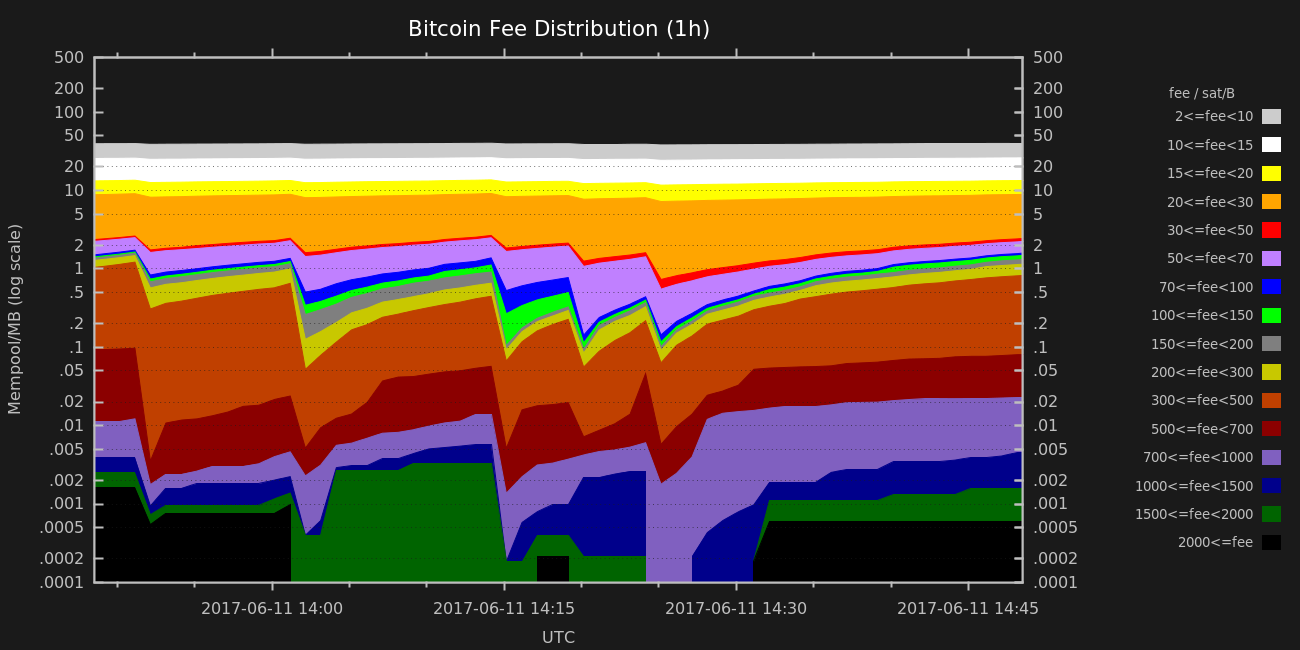 Bitcoin Fee Distribution (1h)
500 500
200 200
100 100
50 50
20 20
10 10
5 5
2 2
1 1
.5 .5
.2 .2
.1 .1
.05 .05
.02 .02
.01 .01
.005 .005
.002 .002
.001 .001
.0005 .0005
.0002 .0002
.0001 .0001
Mempool/MB (log scale)
2017-06-11 14:00 2017-06-11 14:15 2017-06-11 14:30 2017-06-11 14:45
UTC
fee / sat/B
2<=fee<10
10<=fee<15
15<=fee<20
20<=fee<30
30<=fee<50
50<=fee<70
70<=fee<100
100<=fee<150
150<=fee<200
200<=fee<300
300<=fee<500
500<=fee<700
700<=fee<1000
1000<=fee<1500
1500<=fee<2000
2000<=fee